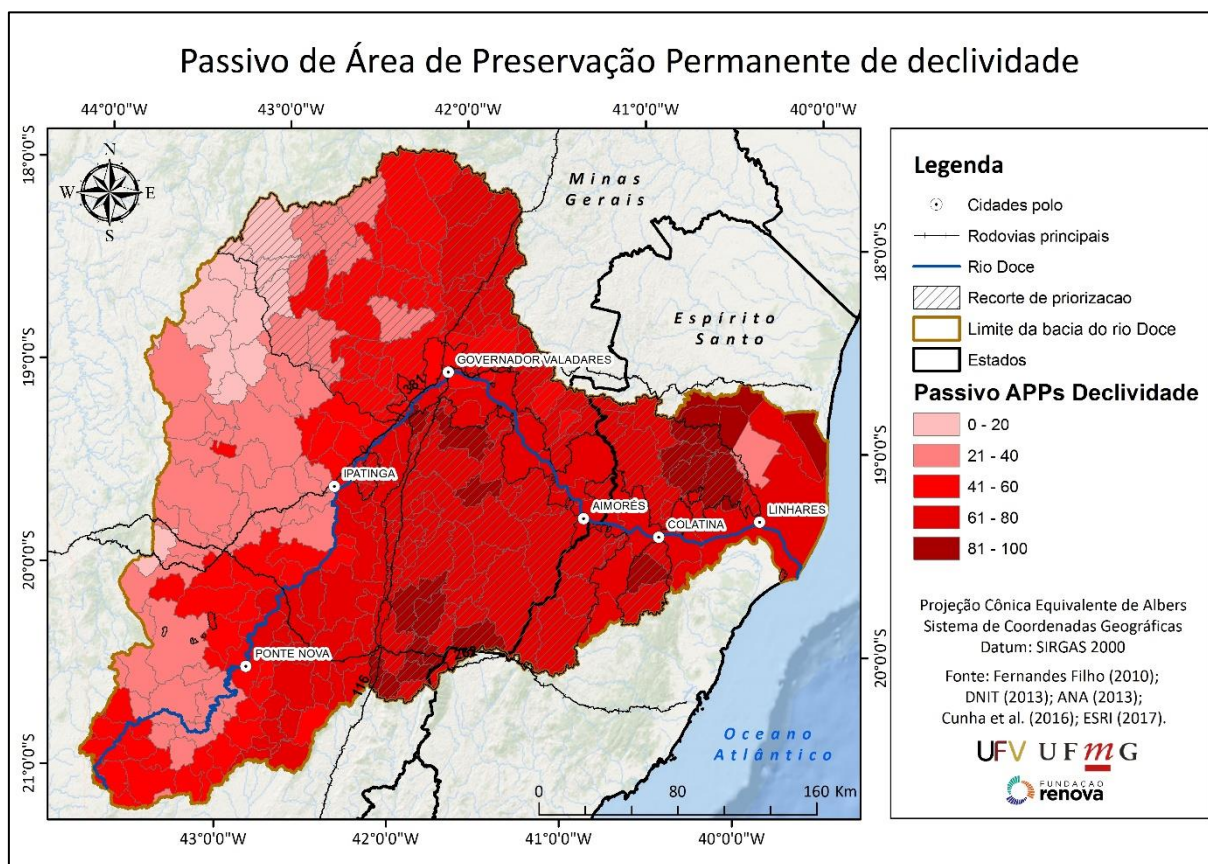 Passivo de Área de Preservação Permanente de declividade
44°0'0"W 43°0'0"W 42°0'0"W 41°0'0"W 40°0'0"W
18°0'0"S
19°0'0"S
20°0'0"S
21°0'0"S
18°0'0"S
19°0'0"S
20°0'0"S
N
W E
S
Minas
Gerais
Espírito
Santo
GOVERNADOR VALADARES
381
IPATINGA
AIMORÉS
COLATINA
LINHARES
PONTE NOVA
116
262
Oceano
Atlântico
0 80 160 Km
43°0'0"W 42°0'0"W 41°0'0"W 40°0'0"W
Legenda
Cidades polo
Rodovias principais
Rio Doce
Recorte de priorizacao
Limite da bacia do rio Doce
Estados
Passivo APPs Declividade
0 - 20
21 - 40
41 - 60
61 - 80
81 - 100
Projeção Cônica Equivalente de Albers
Sistema de Coordenadas Geográficas
Datum: SIRGAS 2000
Fonte: Fernandes Filho (2010);
DNIT (2013); ANA (2013);
Cunha et al. (2016); ESRI (2017).
UFV UFmG
FUNDAÇÃO
renova